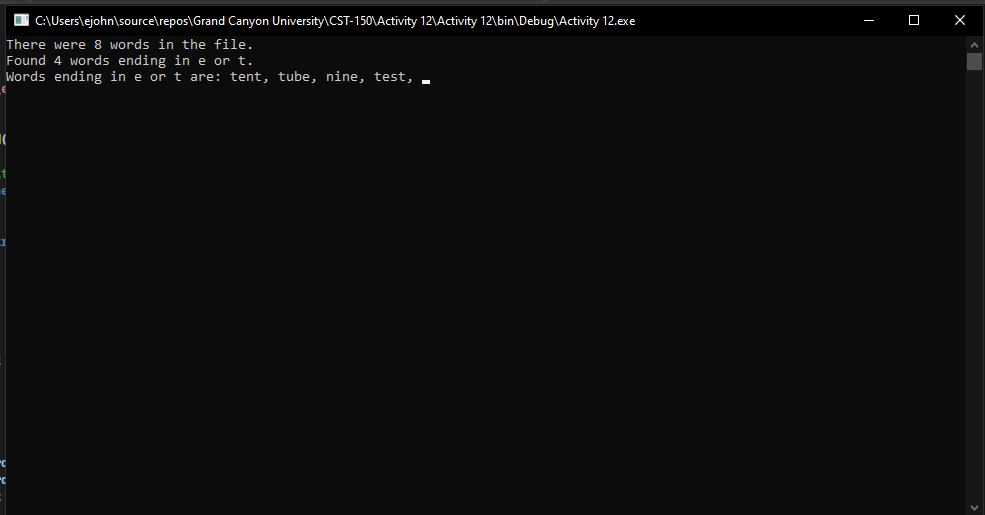 C:\Users\ejohn\source\repos\Grand Canyon University\CST-150\Activity 12\Activity 12\bin\Debug\Activity 12.exe
There were 8 words in the file.
Found 4 words ending in e or t.
Words ending in e or t are: tent, tube, nine, test,